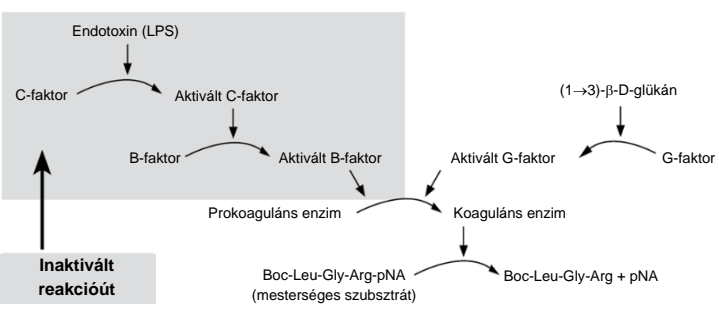 Endotoxin (LPS)
C-faktor
Aktivált C-faktor
(1→3)-β-D-glükán
B-faktor
Aktivált B-faktor
Aktivált G-faktor
G-faktor
Prokoaguláns enzim
Koaguláns enzim
Inaktivált
reakcióút
Boc-Leu-Gly-Arg-pNA
(mesterséges szubsztrát)
Boc-Leu-Gly-Arg + pNA